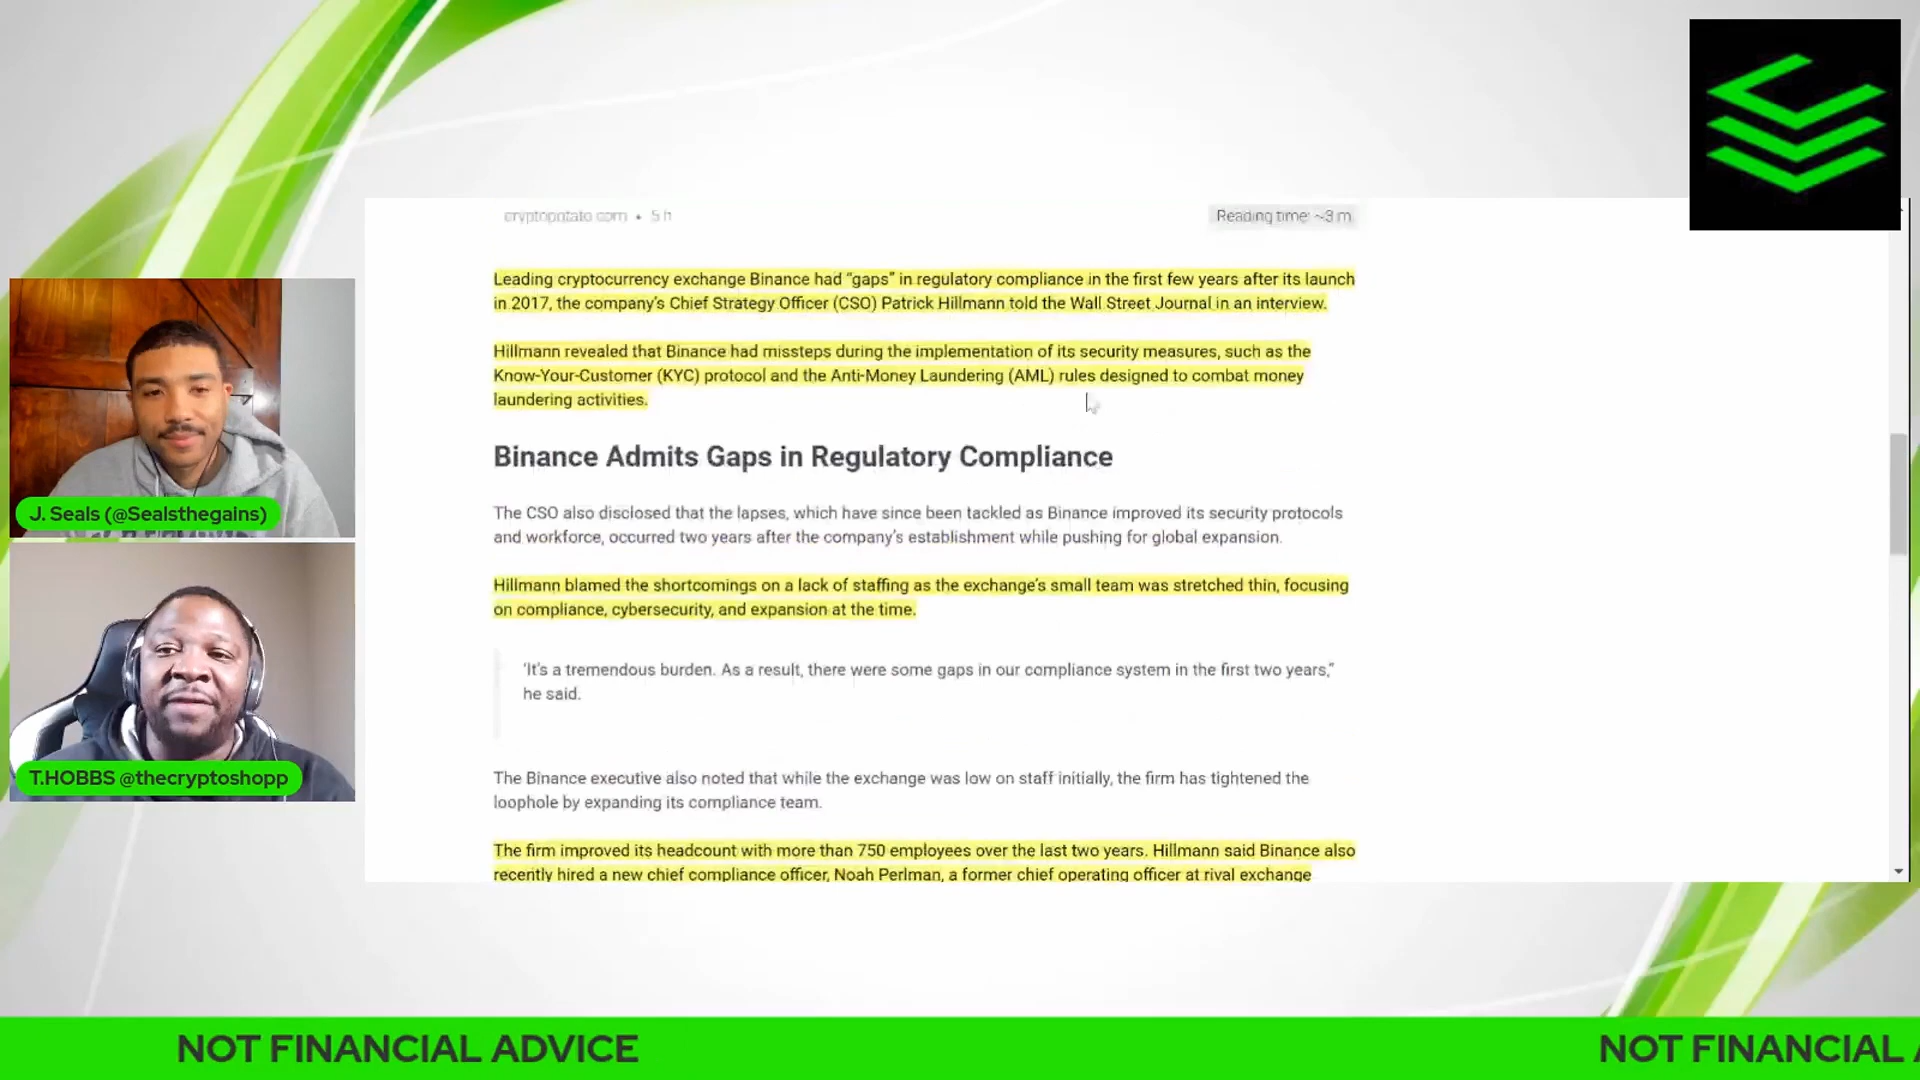 cryptopotato.com • 5 h
Reading time: ~3 m
Leading cryptocurrency exchange Binance had “gaps” in regulatory compliance in the first few years after its launch
in 2017, the company’s Chief Strategy Officer (CSO) Patrick Hillmann told the Wall Street Journal in an interview.
Hillmann revealed that Binance had missteps during the implementation of its security measures, such as the
Know-Your-Customer (KYC) protocol and the Anti-Money Laundering (AML) rules designed to combat money
laundering activities.
Binance Admits Gaps in Regulatory Compliance
The CSO also disclosed that the lapses, which have since been tackled as Binance improved its security protocols
and workforce, occurred two years after the company’s establishment while pushing for global expansion.
Hillmann blamed the shortcomings on a lack of staffing as the exchange’s small team was stretched thin, focusing
on compliance, cybersecurity, and expansion at the time.
‘It’s a tremendous burden. As a result, there were some gaps in our compliance system in the first two years,”
he said.
The Binance executive also noted that while the exchange was low on staff initially, the firm has tightened the
loophole by expanding its compliance team.
The firm improved its headcount with more than 750 employees over the last two years. Hillmann said Binance also
recently hired a new chief compliance officer, Noah Perlman, a former chief operating officer at rival exchange
J. Seals (@Sealsthegains)
T.HOBBS @thecryptoshopp
NOT FINANCIAL ADVICE
NOT FINANCIAL A